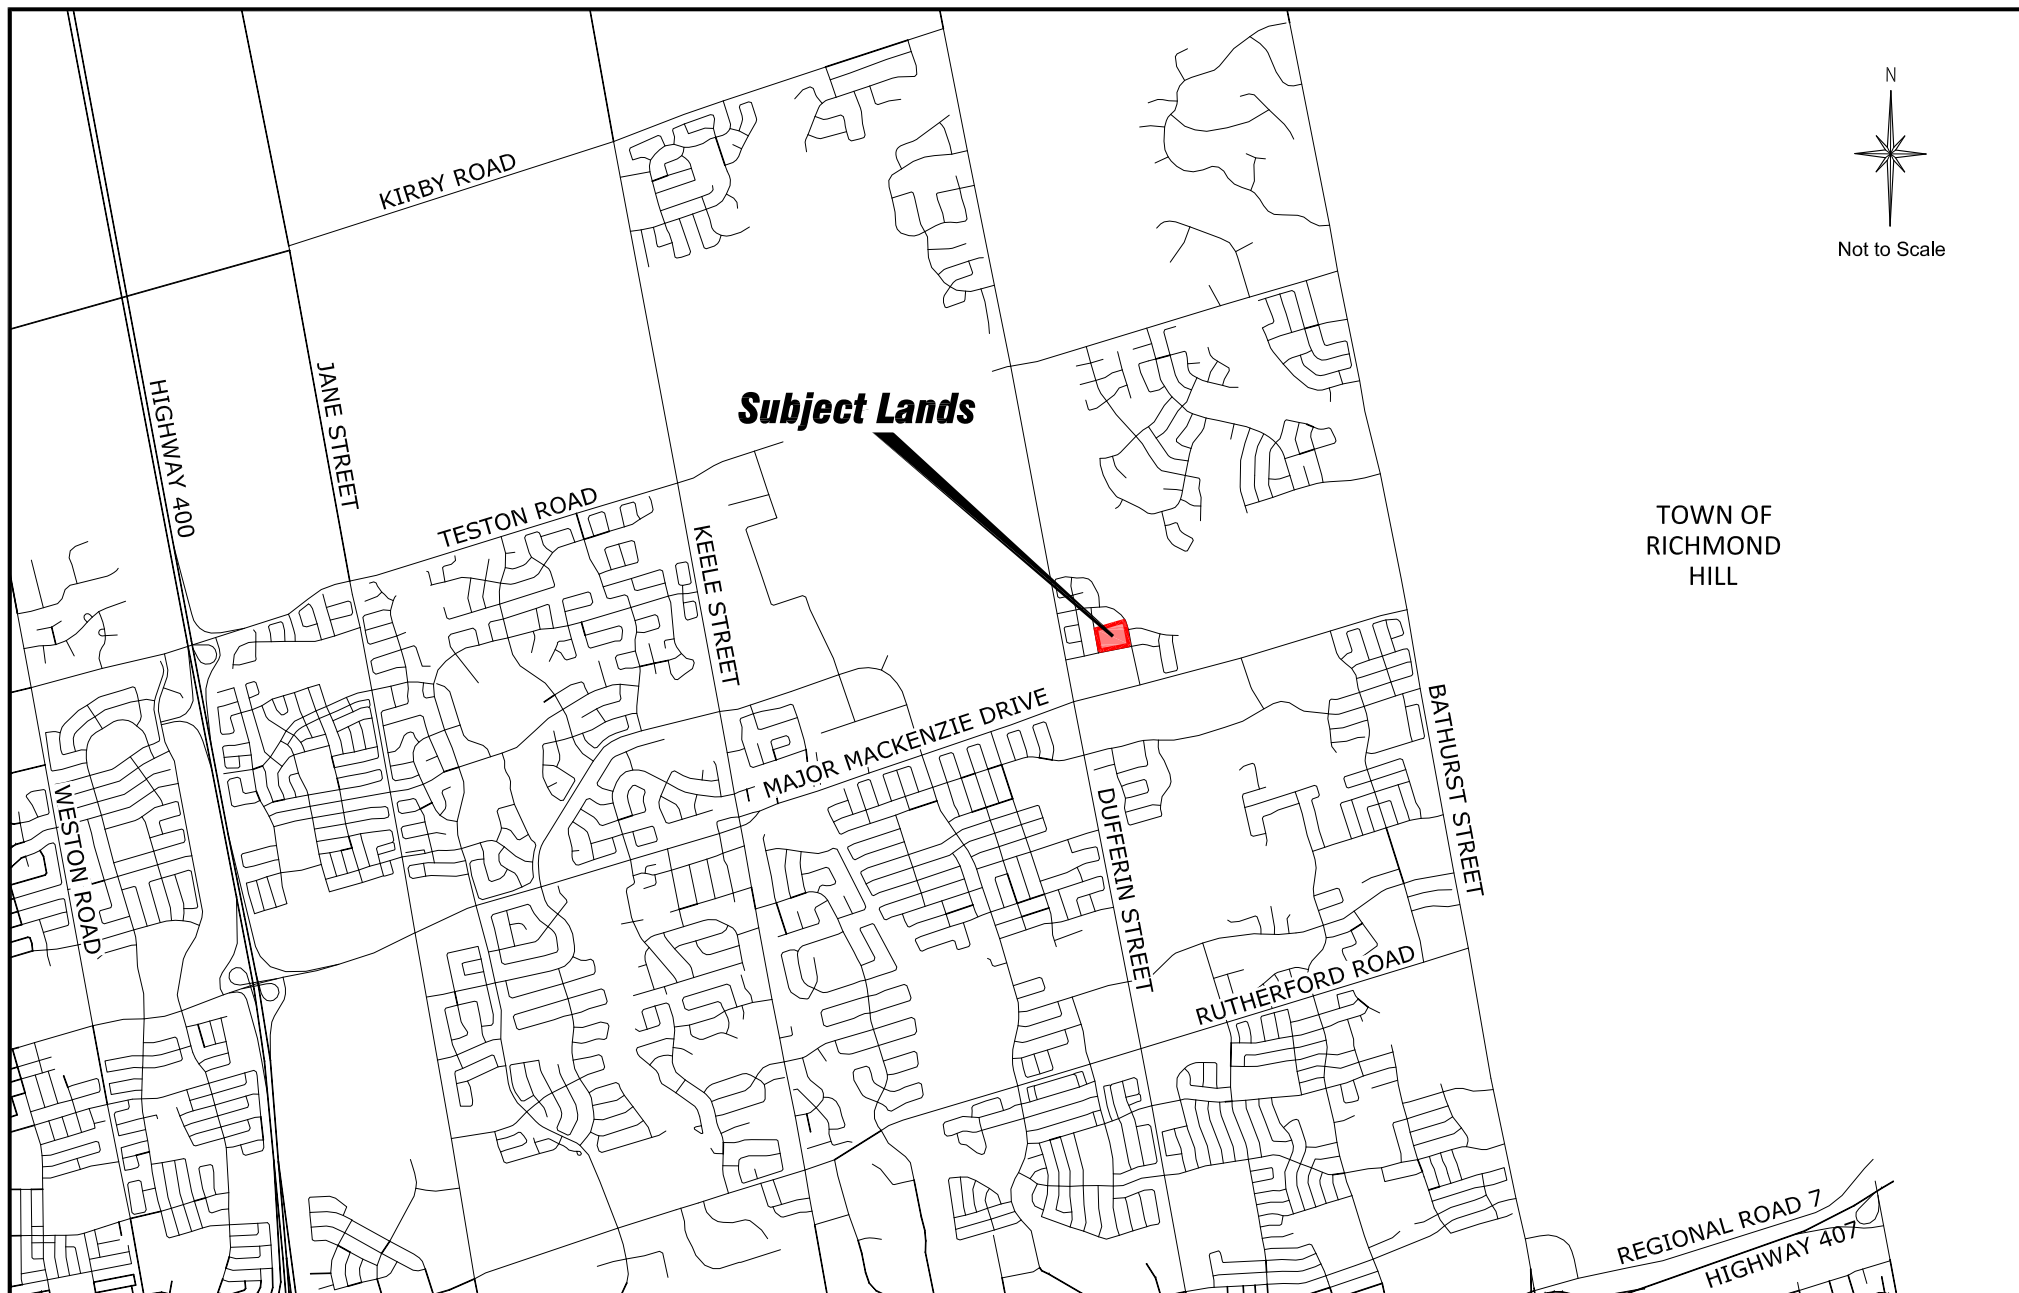 N
Not to Scale
KIRBY ROAD
HIGHWAY 400
JANE STREET
Subject Lands
TESTON ROAD
KEELE STREET
TOWN OF
RICHMOND
HILL
MAJOR MACKENZIE DRIVE
BATHURST STREET
WESTON ROAD
DUFFERIN STREET
RUTHERFORD ROAD
REGIONAL ROAD 7
HIGHWAY 407